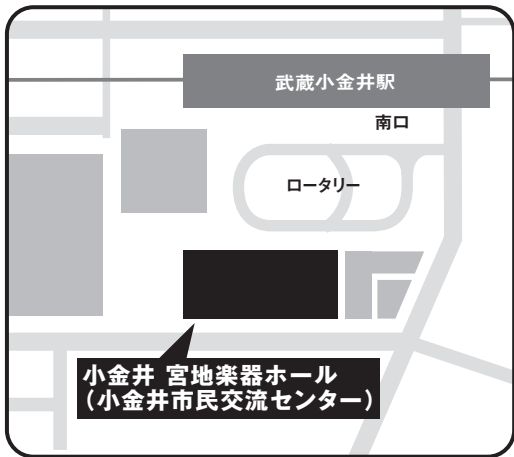 武蔵小金井駅
南口
ロータリー
小金井 宮地楽器ホール
（小金井市民交流センター）